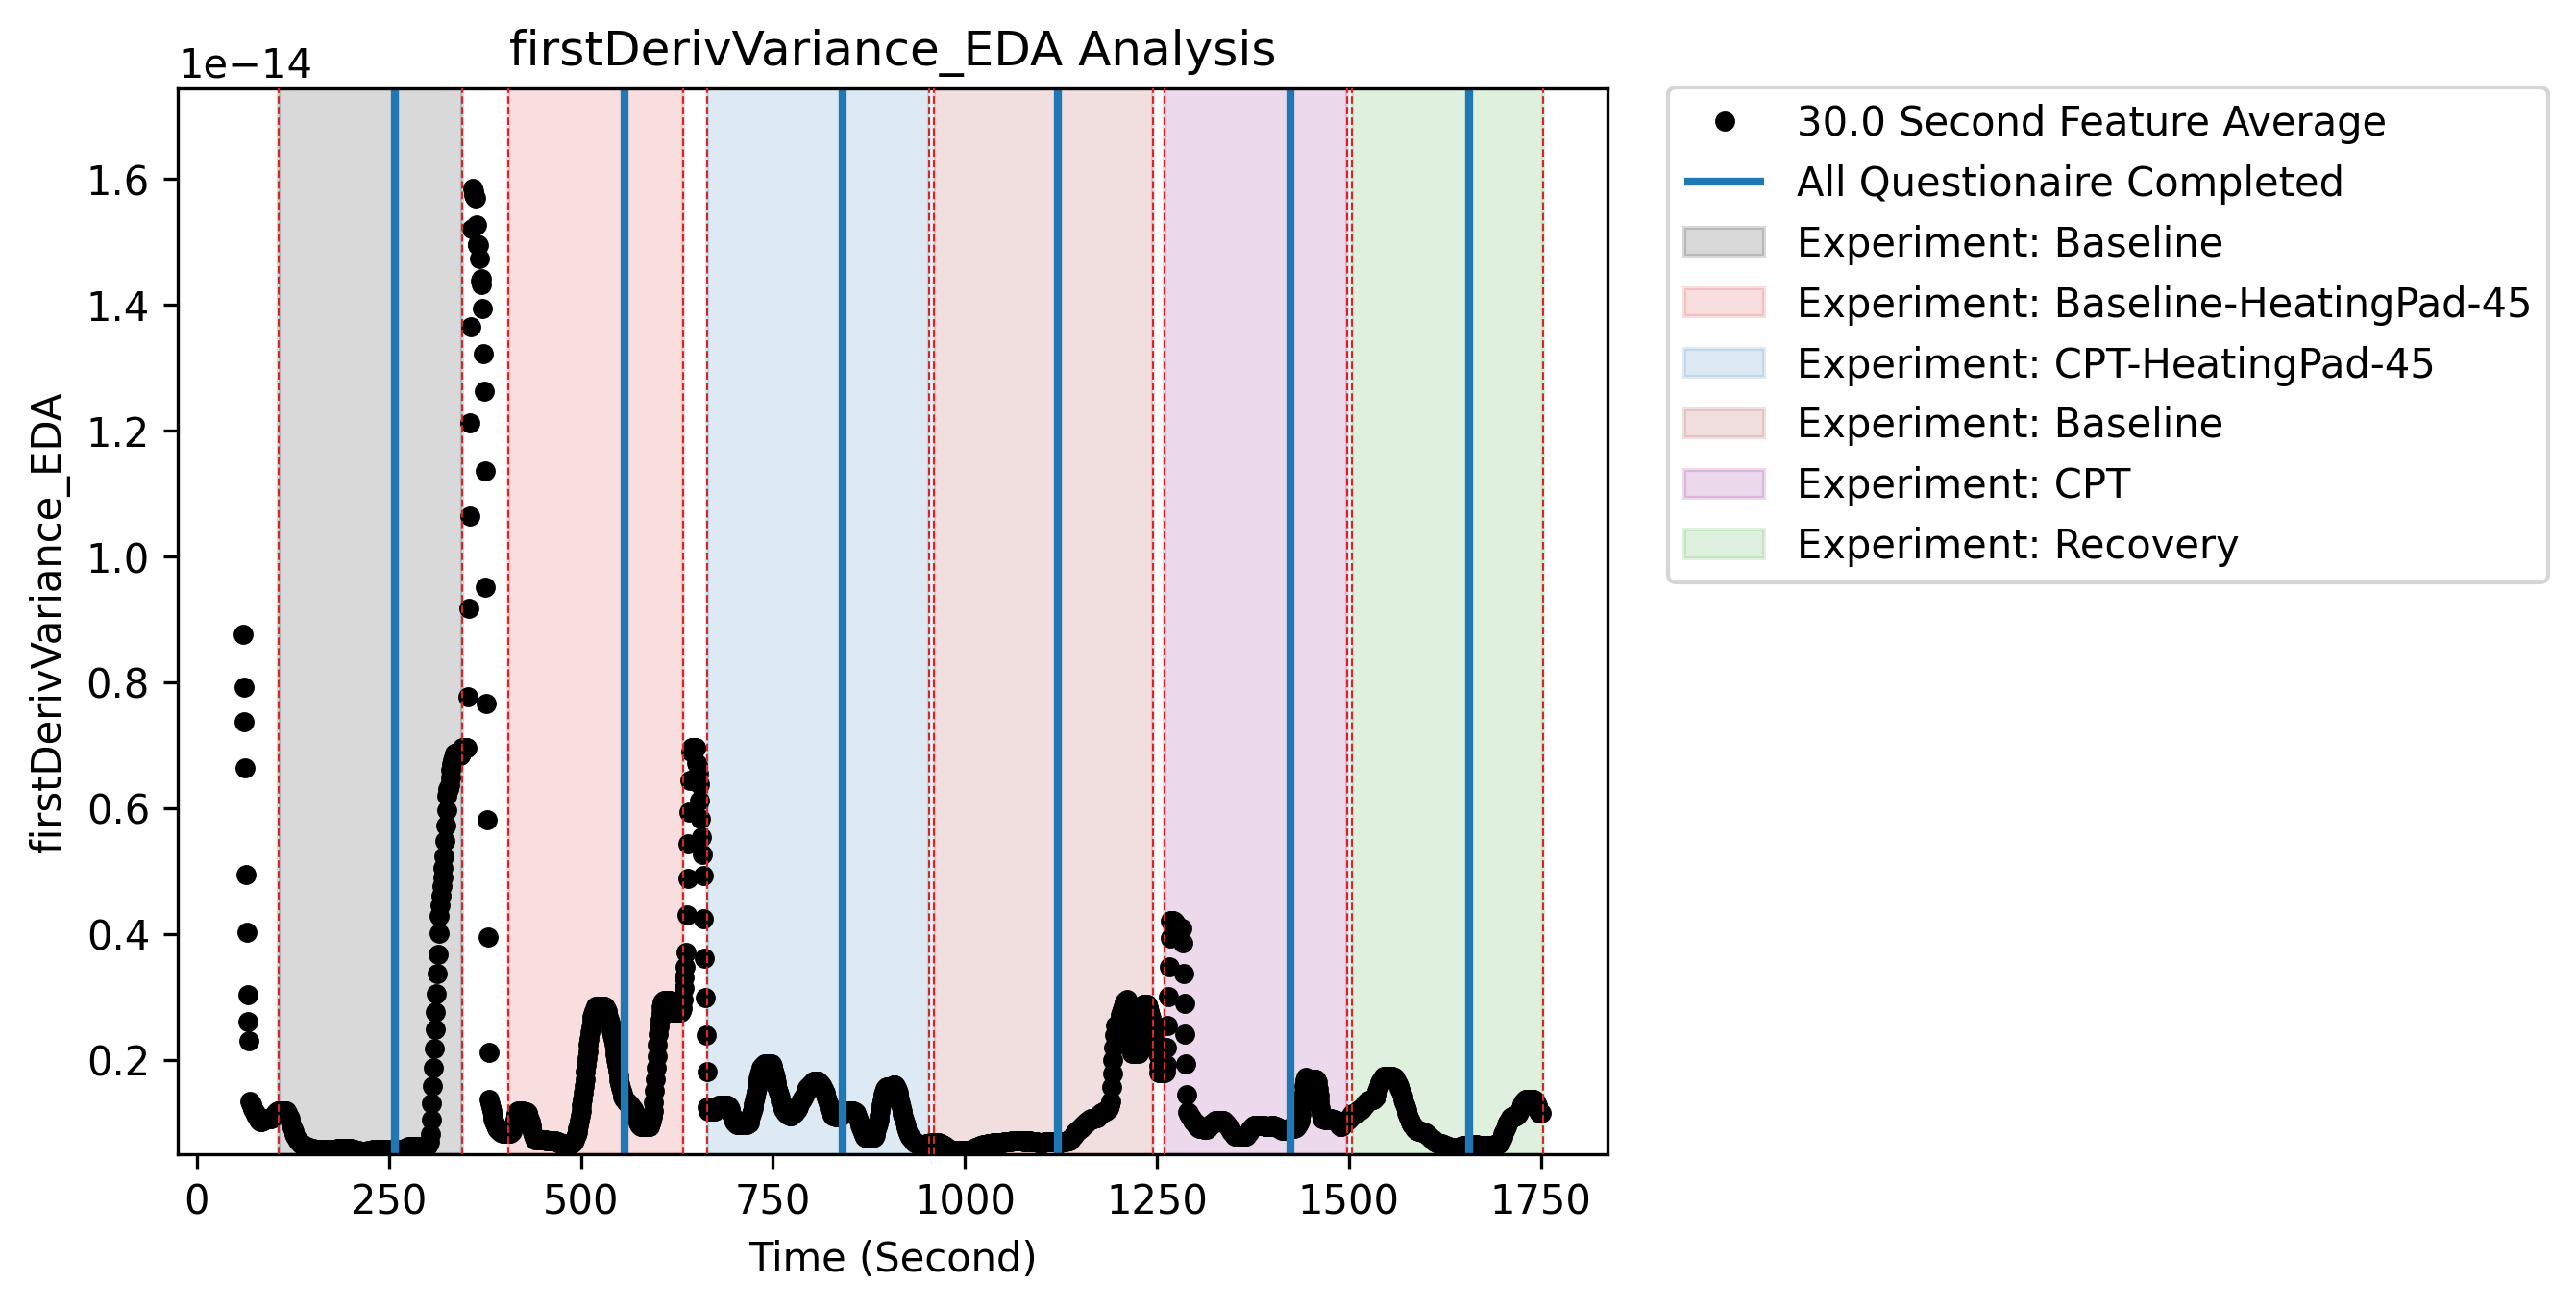 firstDerivVariance_EDA Analysis
1e−14
1.6
1.4
1.2
1.0
0.8
0.6
0.4
0.2
firstDerivVariance_EDA
0 250 500 750 1000 1250 1500 1750
Time (Second)
30.0 Second Feature Average
All Questionaire Completed
Experiment: Baseline
Experiment: Baseline-HeatingPad-45
Experiment: CPT-HeatingPad-45
Experiment: Baseline
Experiment: CPT
Experiment: Recovery